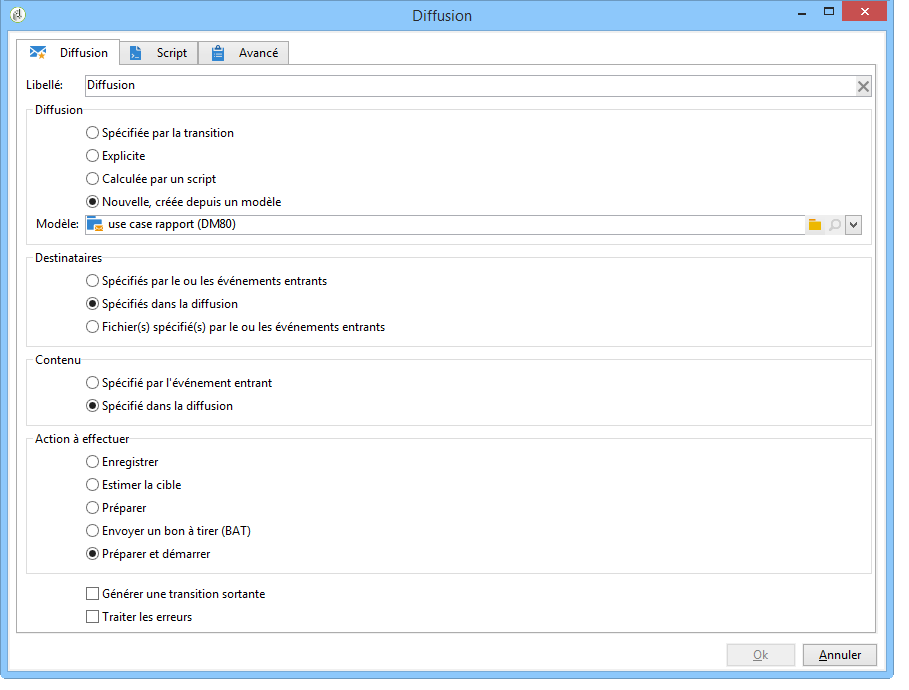 Diffusion
Diffusion Script Avancé
Libellé: Diffusion
Diffusion
Spécifiée par la transition
Explicite
Calculée par un script
Nouvelle, créée depuis un modèle
Modèle: use case rapport (DM80)
Destinataires
Spécifiés par le ou les événements entrants
Spécifiés dans la diffusion
Fichier(s) spécifié(s) par le ou les événements entrants
Contenu
Spécifié par l'événement entrant
Spécifié dans la diffusion
Action à effectuer
Enregistrer
Estimer la cible
Préparer
Envoyer un bon à tirer (BAT)
Préparer et démarrer
Générer une transition sortante
Traiter les erreurs
Ok Annuler